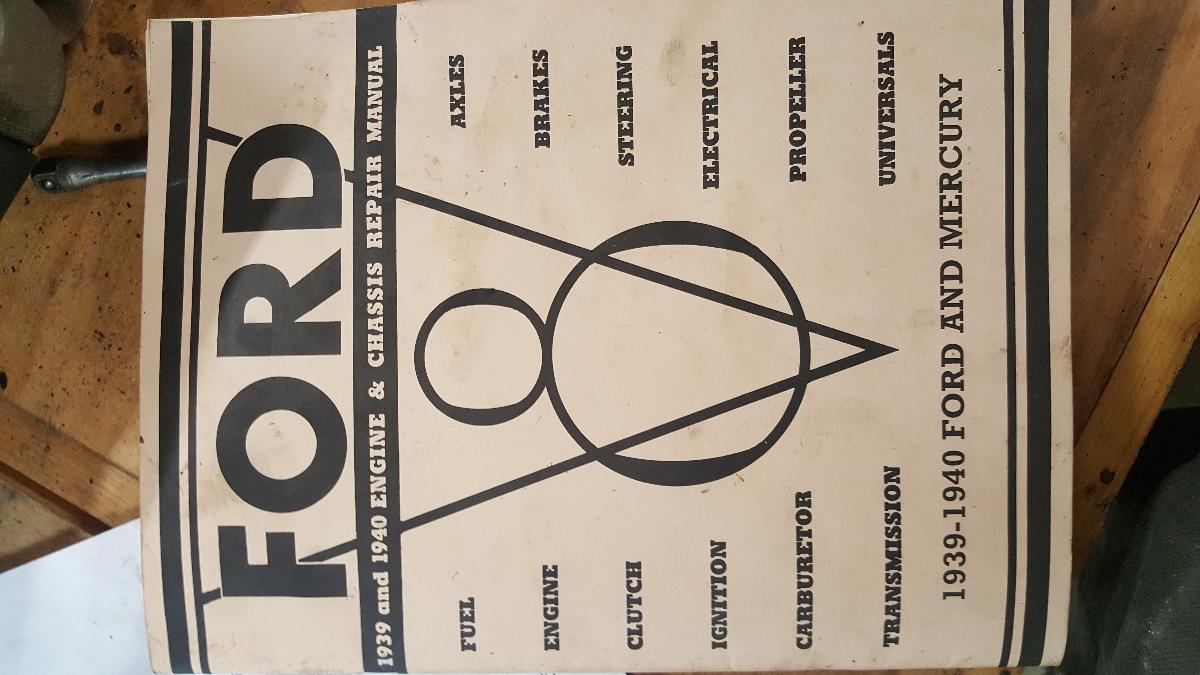 FORD
1939 and 1940 ENGINE & CHASSIS REPAIR MANUAL
FUEL
ENGINE
CLUTCH
IGNITION
CARBURETOR
TRANSMISSION
8
V
AXLES
BRAKES
STEERING
ELECTRICAL
PROPELLER
UNIVERSALS
1939-1940 FORD AND MERCURY